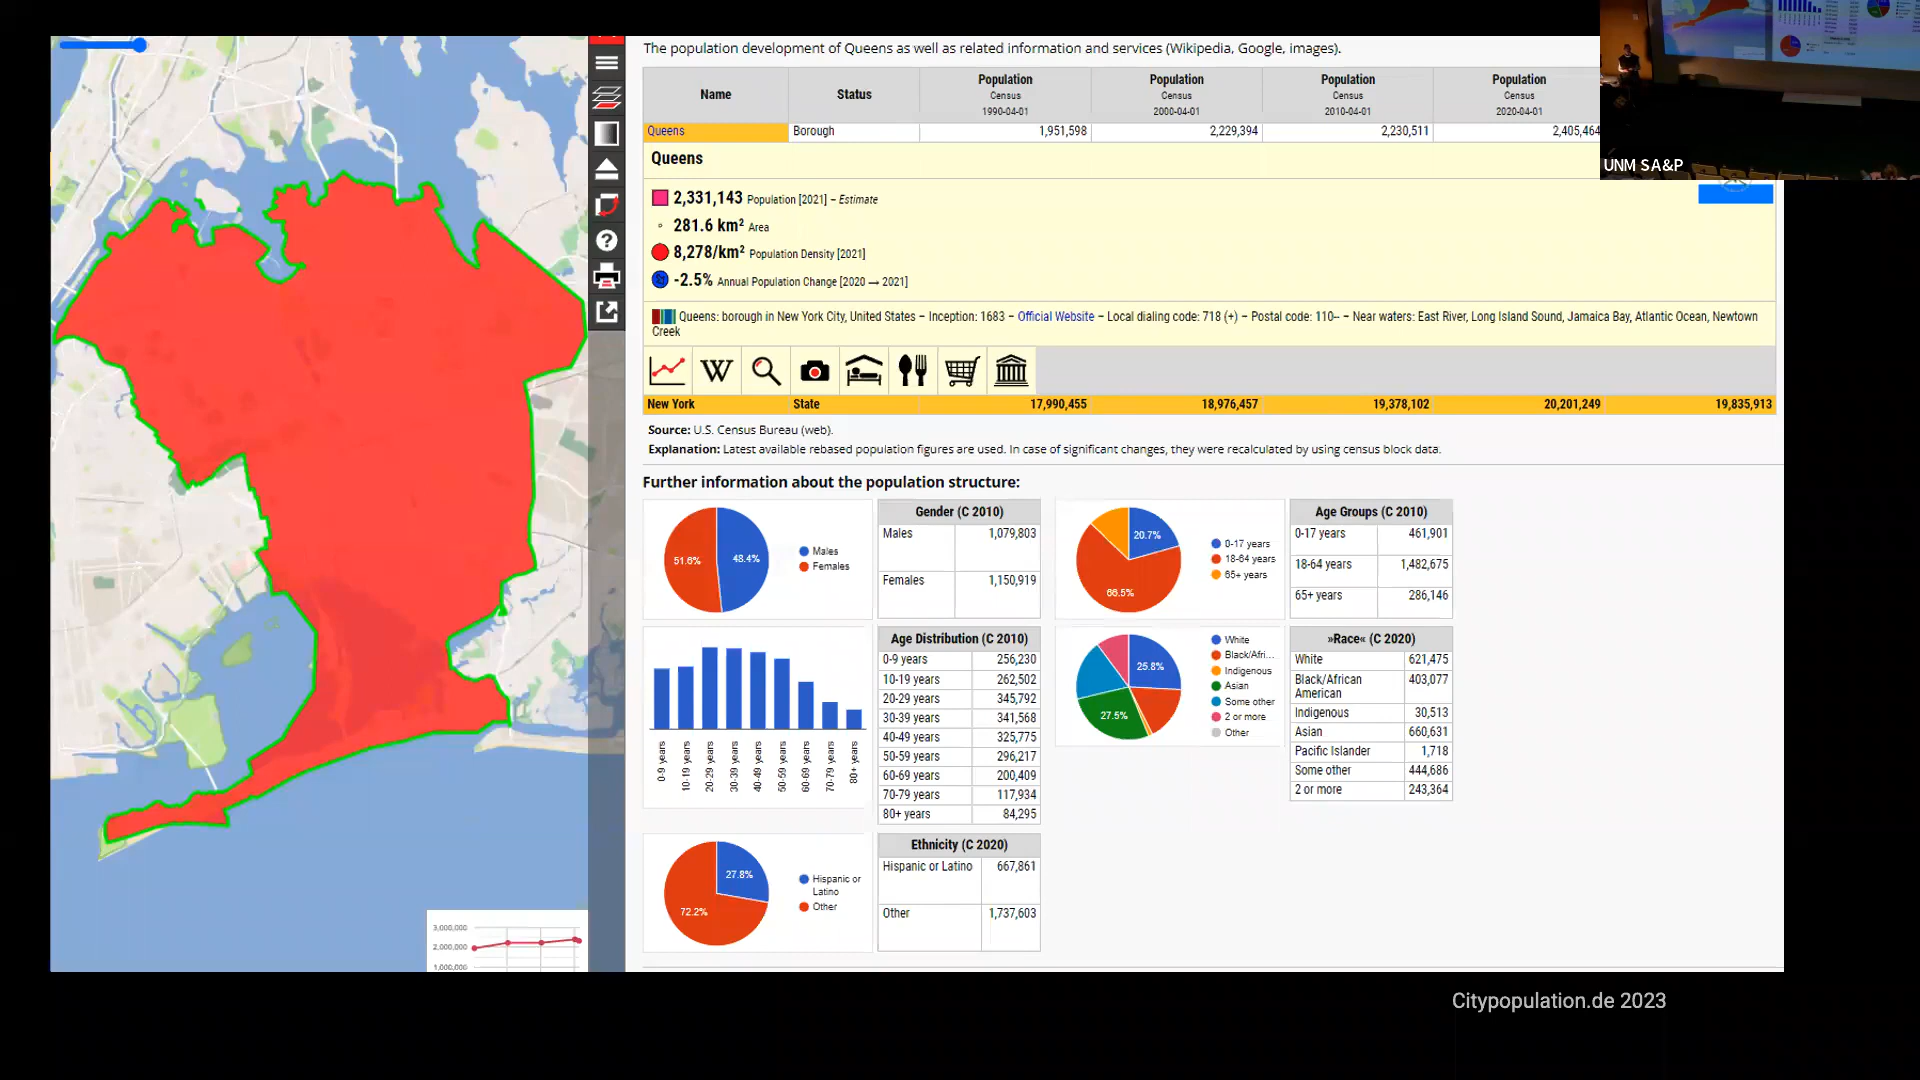 The population development of Queens as well as related information and services (Wikipedia, Google, images).
Name Status Population Census 1990-04-01 Population Census 2000-04-01 Population Census 2010-04-01 Population Census 2020-04-01
Queens Borough 1,951,598 2,229,394 2,230,511 2,405,464
UNM SA&P
Queens
2,331,143 Population [2021] – Estimate
281.6 km² Area
8,278/km² Population Density [2021]
-2.5% Annual Population Change [2020 → 2021]
Queens: borough in New York City, United States – Inception: 1683 – Official Website – Local dialing code: 718 (+) – Postal code: 110-- – Near waters: East River, Long Island Sound, Jamaica Bay, Atlantic Ocean, Newtown
Creek
W
New York State 17,990,455 18,976,457 19,378,102 20,201,249 19,835,913
Source: U.S. Census Bureau (web).
Explanation: Latest available rebased population figures are used. In case of significant changes, they were recalculated by using census block data.
Further information about the population structure:
51.6% 48.4%
Males
Females
Gender (C 2010)
Males 1,079,803
Females 1,150,919
20.7%
66.5%
0-17 years
18-64 years
65+ years
Age Groups (C 2010)
0-17 years 461,901
18-64 years 1,482,675
65+ years 286,146
0-9 years
10-19 years
20-29 years
30-39 years
40-49 years
50-59 years
60-69 years
70-79 years
80+ years
Age Distribution (C 2010)
0-9 years 256,230
10-19 years 262,502
20-29 years 345,792
30-39 years 341,568
40-49 years 325,775
50-59 years 296,217
60-69 years 200,409
70-79 years 117,934
80+ years 84,295
25.8%
27.5%
White
Black/Afri...
Indigenous
Asian
Some other
2 or more
Other
»Race« (C 2020)
White 621,475
Black/African
American 403,077
Indigenous 30,513
Asian 660,631
Pacific Islander 1,718
Some other 444,686
2 or more 243,364
27.8%
72.2%
Hispanic or
Latino
Other
Ethnicity (C 2020)
Hispanic or Latino 667,861
Other 1,737,603
3,000,000
2,000,000
1,000,000
Citypopulation.de 2023